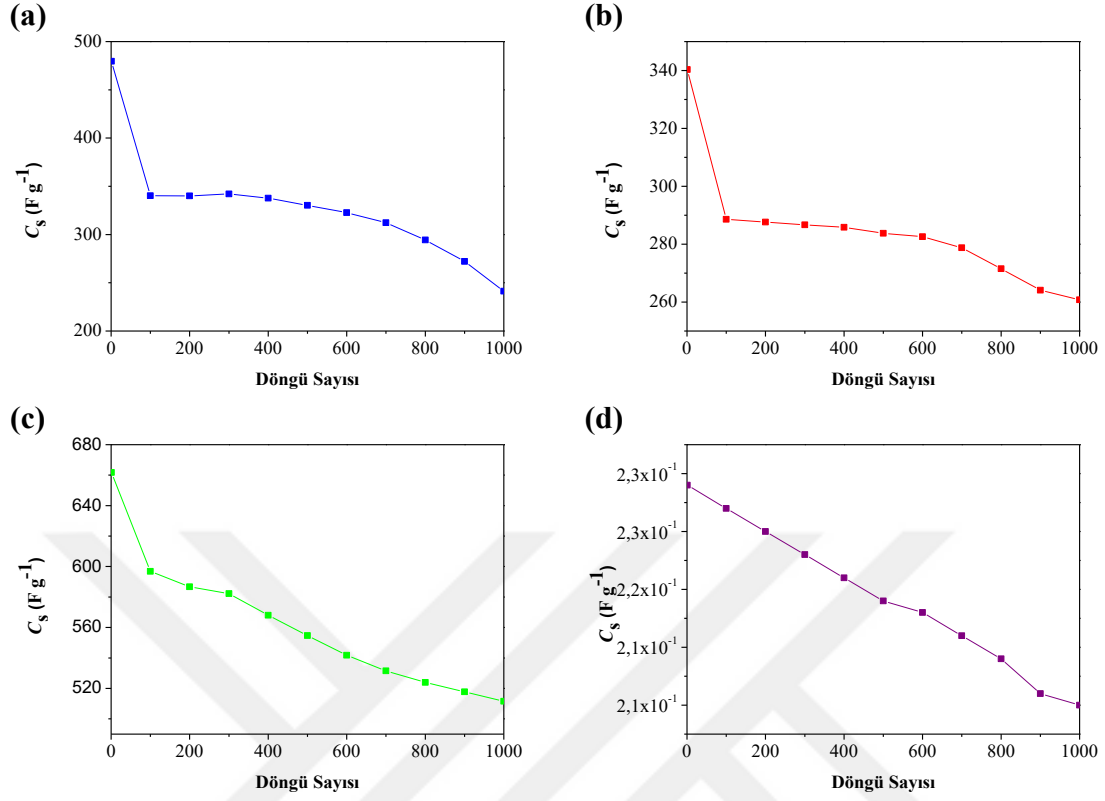 (a)
500
400
300
200
C_s (F g^-1)
0 200 400 600 800 1000
Döngü Sayısı
(b)
340
320
300
280
260
C_s (F g^-1)
0 200 400 600 800 1000
Döngü Sayısı
(c)
680
640
600
560
520
C_s (F g^-1)
0 200 400 600 800 1000
Döngü Sayısı
(d)
2,3x10^-1
2,3x10^-1
2,2x10^-1
2,1x10^-1
2,1x10^-1
C_s (F g^-1)
0 200 400 600 800 1000
Döngü Sayısı